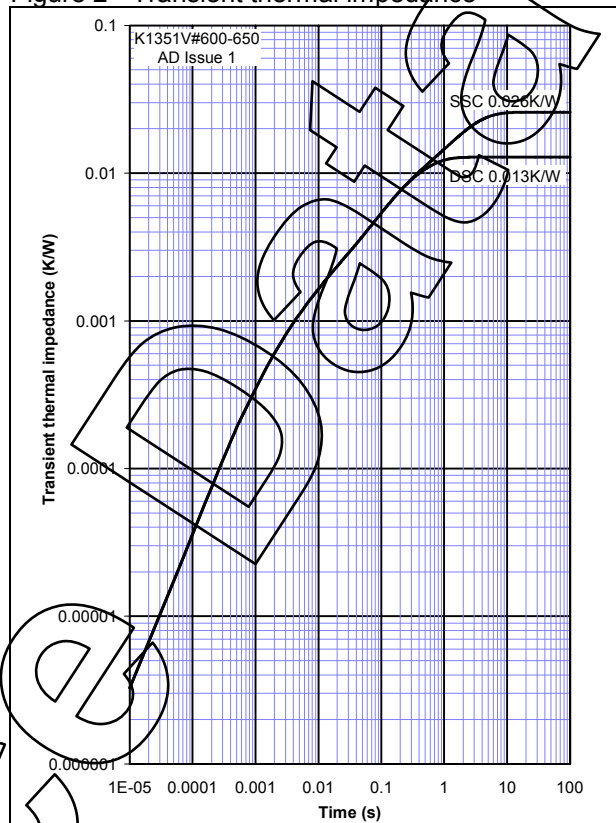 Figure 2 – Transient thermal impedance
K1351V#600-650
AD Issue 1
SSC 0.026K/W
DSC 0.013K/W
Transient thermal impedance (K/W)
0.1
0.01
0.001
0.0001
0.00001
0.000001
1E-05 0.0001 0.001 0.01 0.1 1 10 100
Time (s)